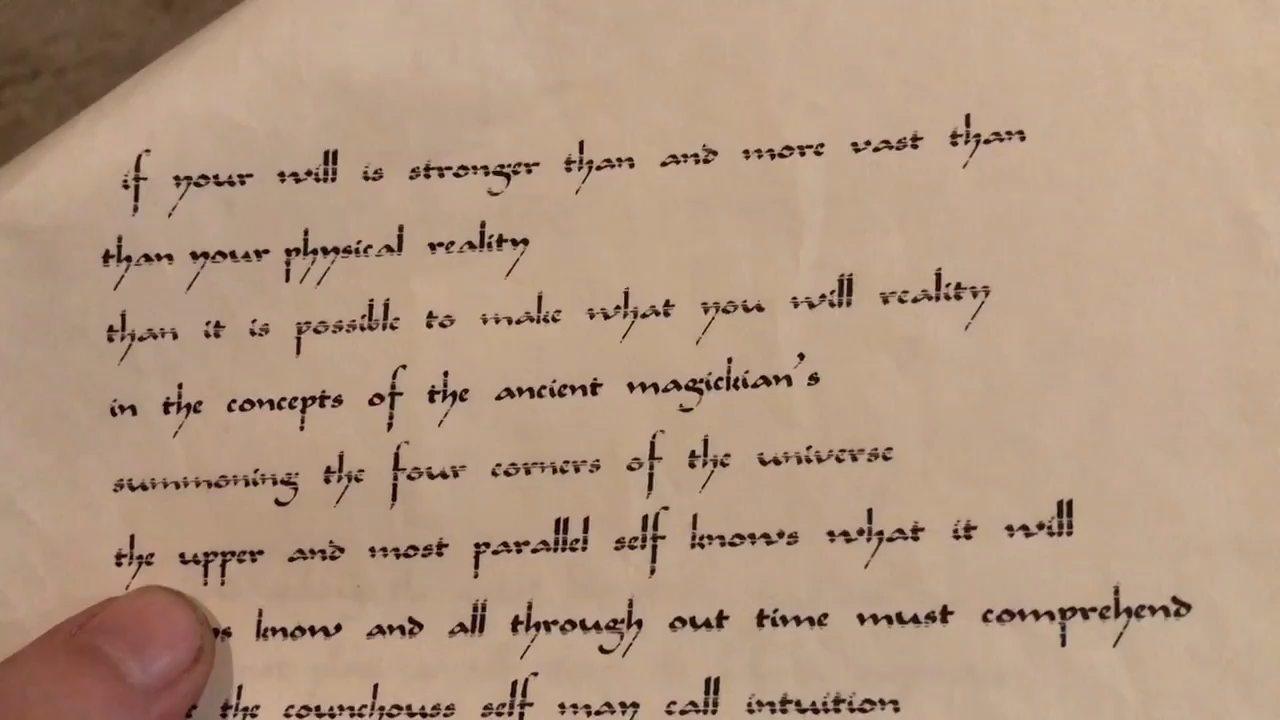 if your will is stronger than and more vast than
than your physical reality
than it is possible to make what you will reality
in the concepts of the ancient magickian's
summoning the four corners of the universe
the upper and most parallel self knows what it will
know and all through out time must comprehend
the counchouss self may call intuition